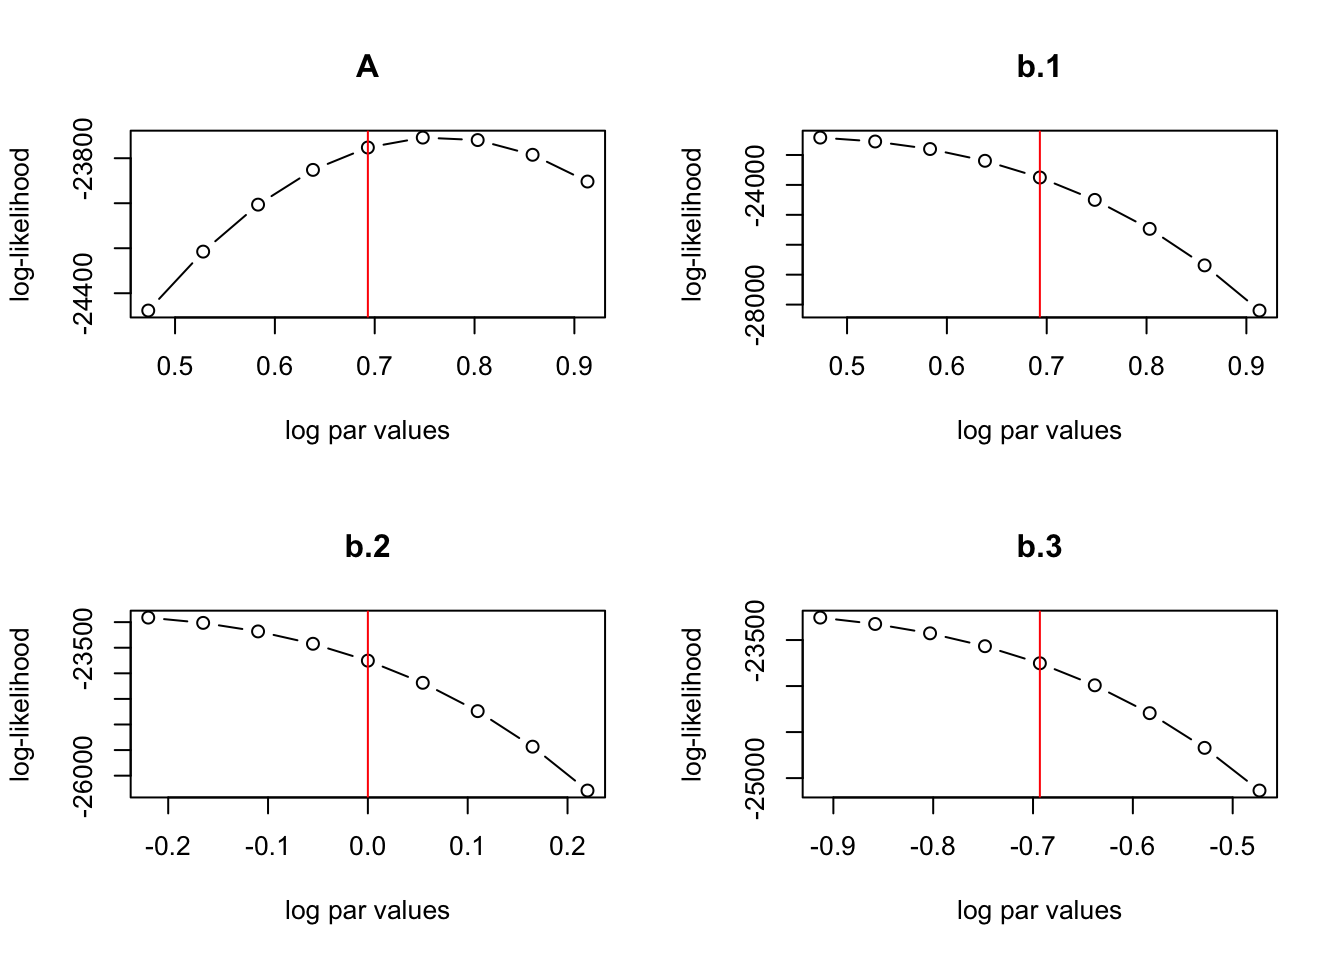 A
log-likelihood
-23800
-24400
0.5 0.6 0.7 0.8 0.9
log par values
b.1
log-likelihood
-24000
-28000
0.5 0.6 0.7 0.8 0.9
log par values
b.2
log-likelihood
-23500
-26000
-0.2 -0.1 0.0 0.1 0.2
log par values
b.3
log-likelihood
-23500
-25000
-0.9 -0.8 -0.7 -0.6 -0.5
log par values